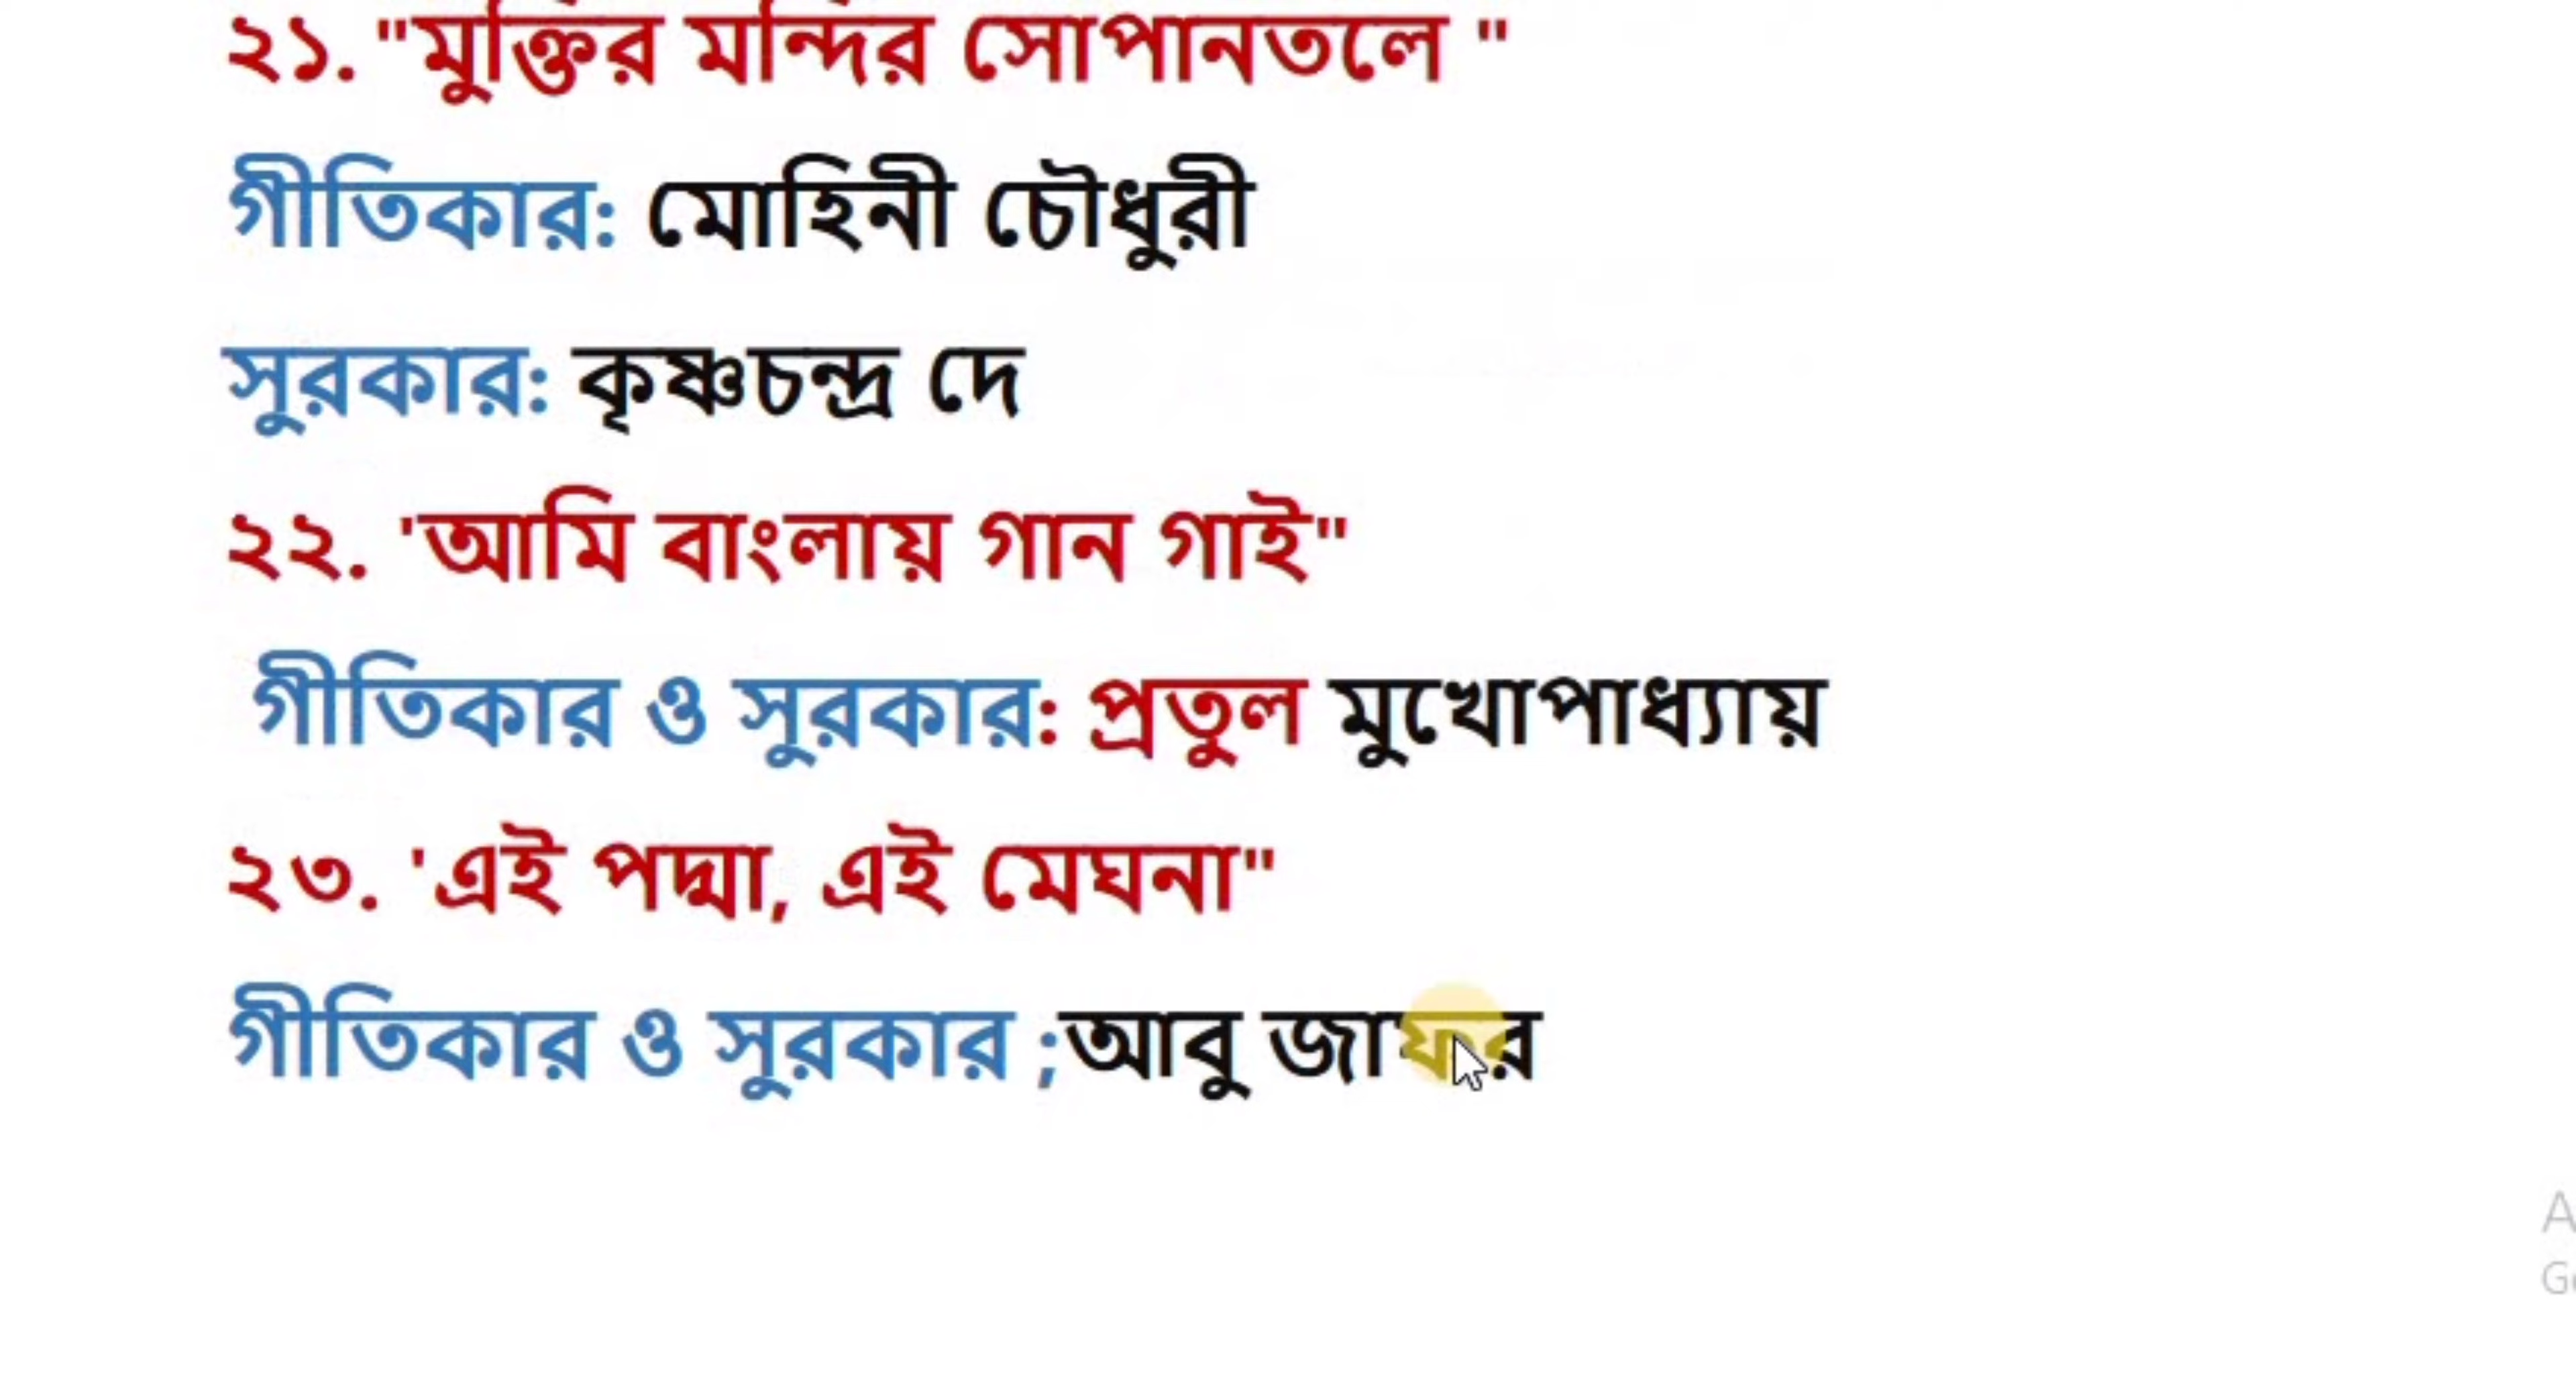 ২১. "মুক্তির মন্দির সোপানতলে "
গীতিকার: মোহিনী চৌধুরী
সুরকার: কৃষ্ণচন্দ্র দে
২২. 'আমি বাংলায় গান গাই"
গীতিকার ও সুরকার: প্রতুল মুখোপাধ্যায়
২৩. 'এই পদ্মা, এই মেঘনা"
গীতিকার ও সুরকার ;আবু জাফর